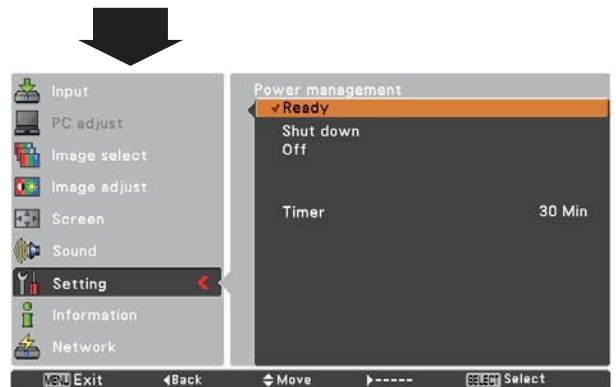 Input
PC adjust
Image select
Image adjust
Screen
Sound
Setting
Information
Network
Power management
Ready
Shut down
Off
Timer 30 Min
MENU Exit Back Move ----- SELECT Select